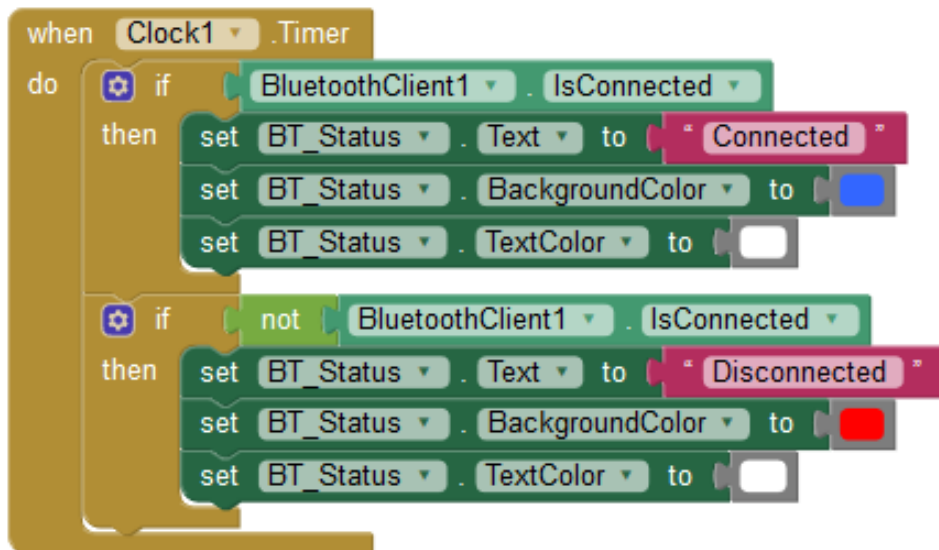 when Clock1 .Timer
do if BluetoothClient1 . IsConnected
then set BT_Status . Text to “ Connected ”
set BT_Status . BackgroundColor to
set BT_Status . TextColor to
if not BluetoothClient1 . IsConnected
then set BT_Status . Text to “ Disconnected ”
set BT_Status . BackgroundColor to
set BT_Status . TextColor to